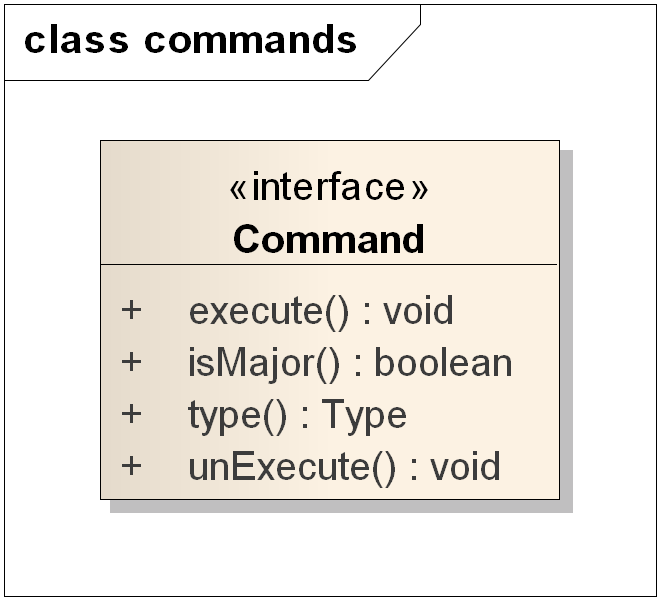 class commands
«interface»
Command
+ execute() : void
+ isMajor() : boolean
+ type() : Type
+ unExecute() : void